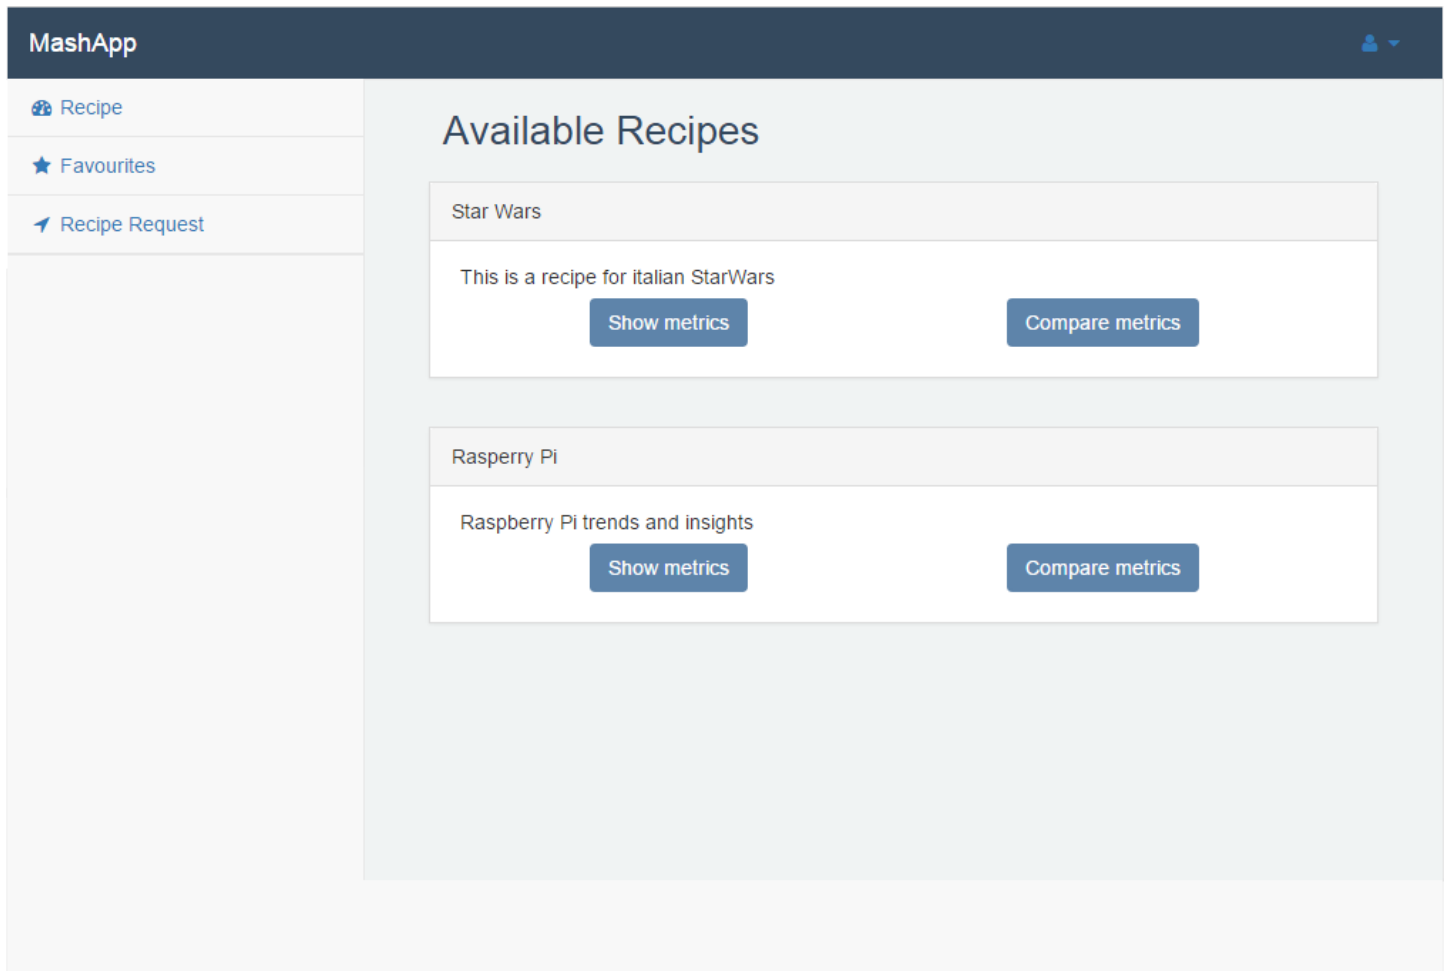 MashApp
Recipe
Favourites
Recipe Request
Available Recipes
Star Wars
This is a recipe for italian StarWars
Show metrics Compare metrics
Rasperry Pi
Raspberry Pi trends and insights
Show metrics Compare metrics